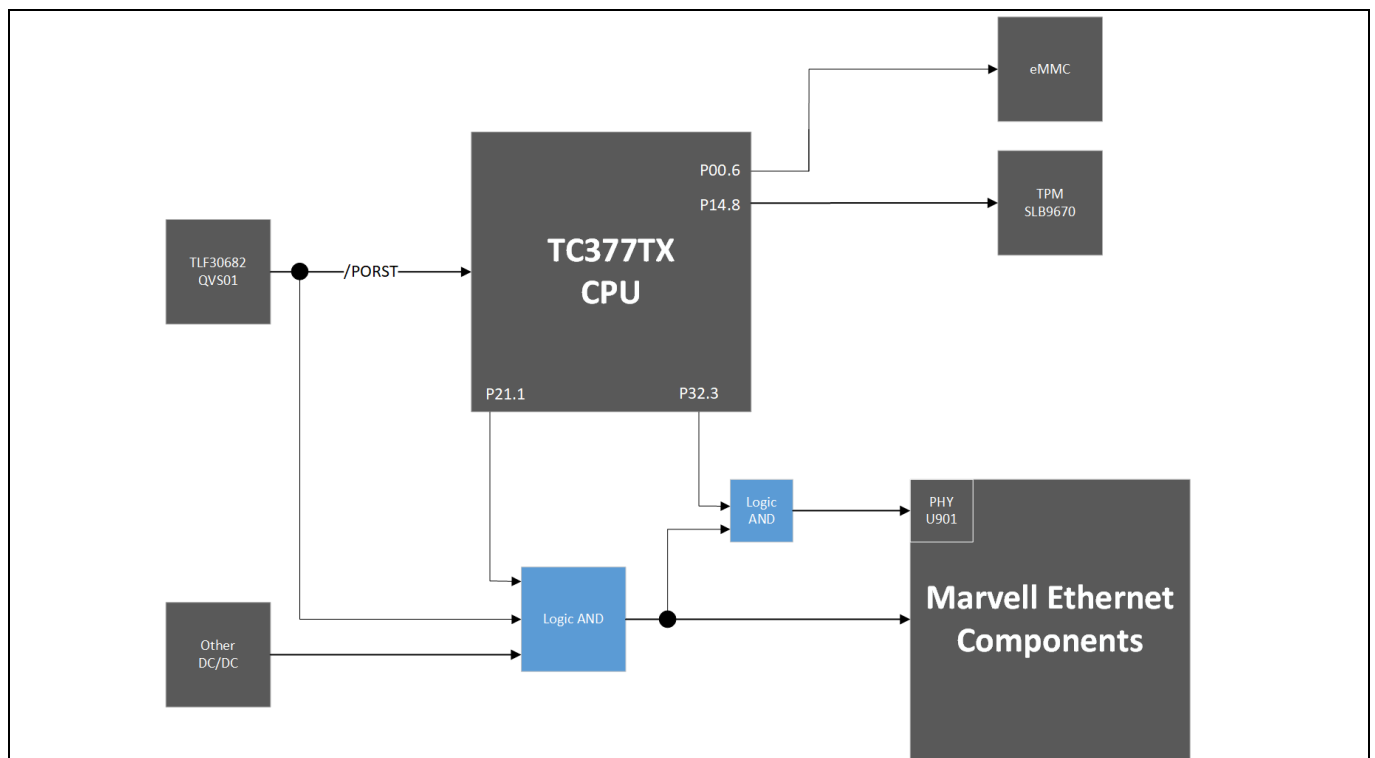 eMMC
P00.6
P14.8
TPM
SLB9670
TC377TX
CPU
TLF30682
QVS01
/PORST
P21.1
P32.3
Logic
AND
PHY
U901
Marvell Ethernet
Components
Logic AND
Other
DC/DC